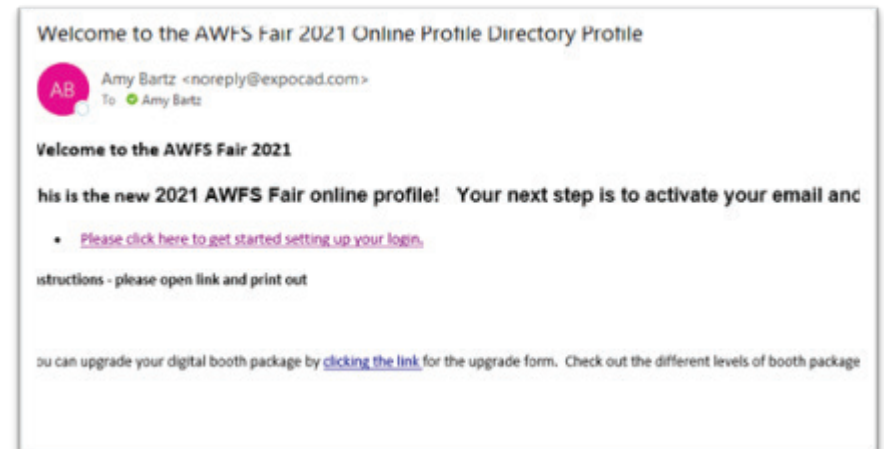 Welcome to the AWFS Fair 2021 Online Profile Directory Profile
AB
Amy Bartz <noreply@expocad.com>
To Amy Bartz
Velcome to the AWFS Fair 2021
his is the new 2021 AWFS Fair online profile! Your next step is to activate your email and
• Please click here to get started setting up your login.
structions - please open link and print out
ou can upgrade your digital booth package by clicking the link for the upgrade form. Check out the different levels of booth package